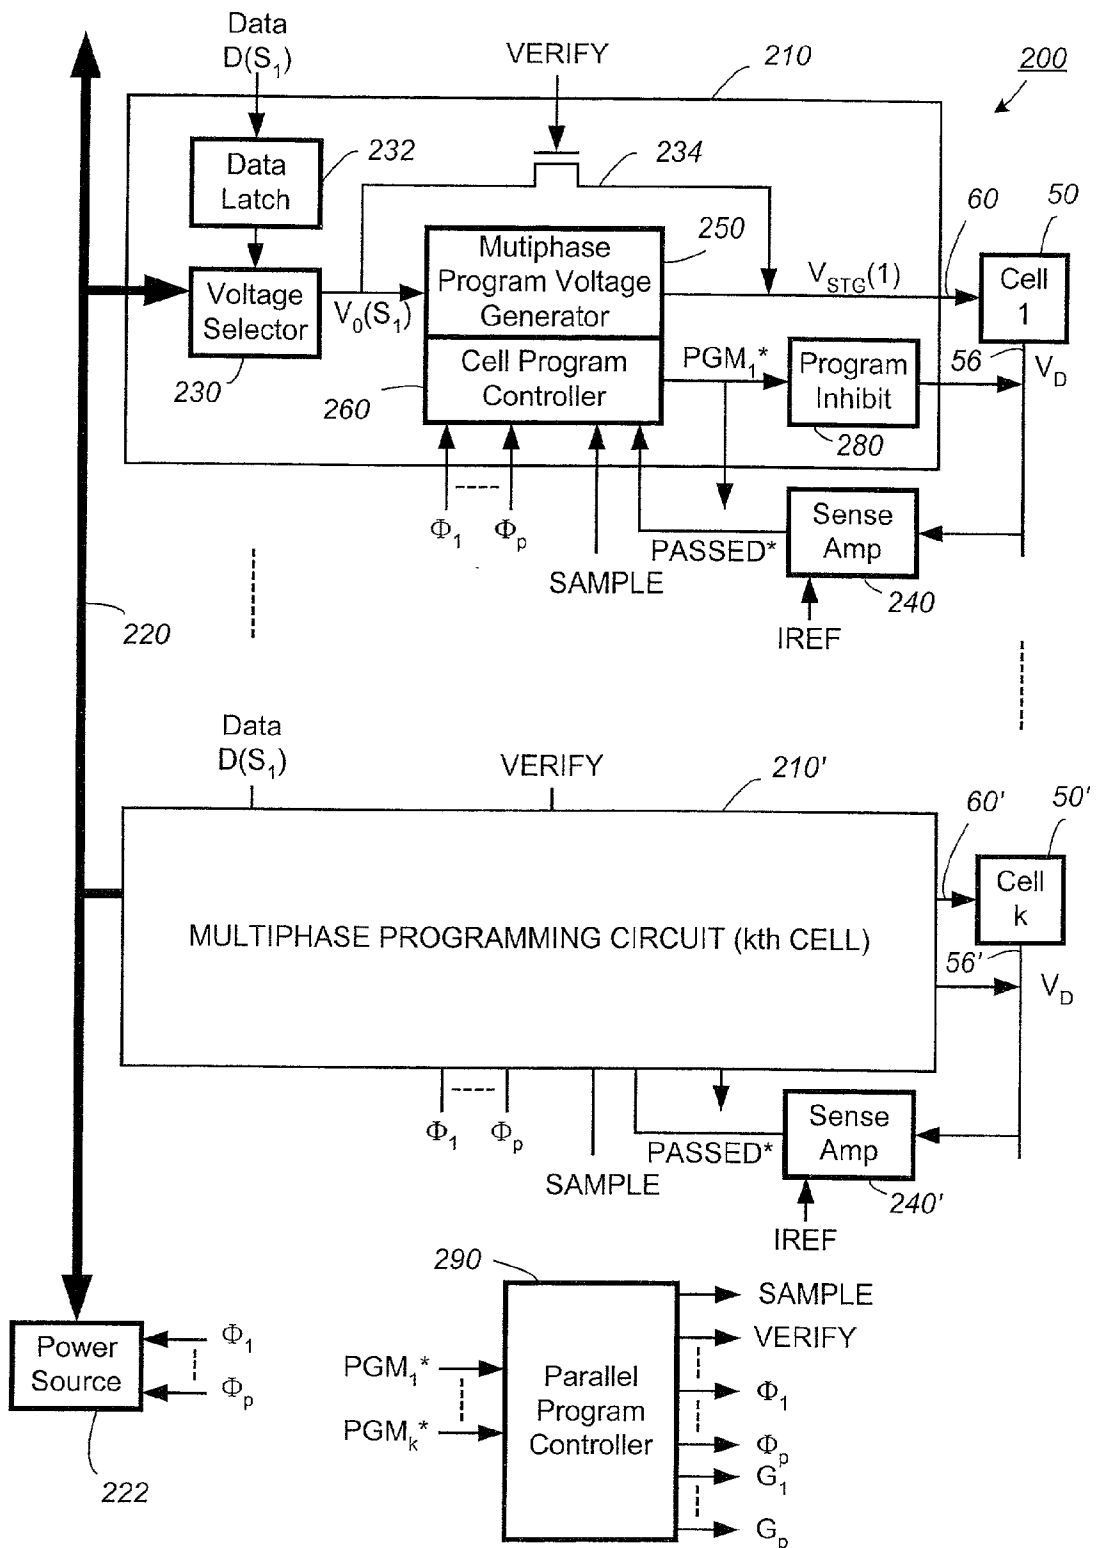 Data
D(S1)
VERIFY
210
200
Data
Latch
232
234
60
50
Mutiphase
Program Voltage
Generator
250
VSTG(1)
Cell
1
Voltage
Selector
V0(S1)
230
Cell Program
Controller
260
PGM1*
Program
Inhibit
280
56
VD
Φ1
Φp
SAMPLE
PASSED*
Sense
Amp
240
IREF
220
Data
D(S1)
VERIFY
210'
60'
50'
Cell
k
MULTIPHASE PROGRAMMING CIRCUIT (kth CELL)
56'
VD
Φ1
Φp
SAMPLE
PASSED*
Sense
Amp
240'
IREF
290
Power
Source
Φ1
Φp
222
PGM1*
PGMk*
Parallel
Program
Controller
SAMPLE
VERIFY
Φ1
Φp
G1
Gp